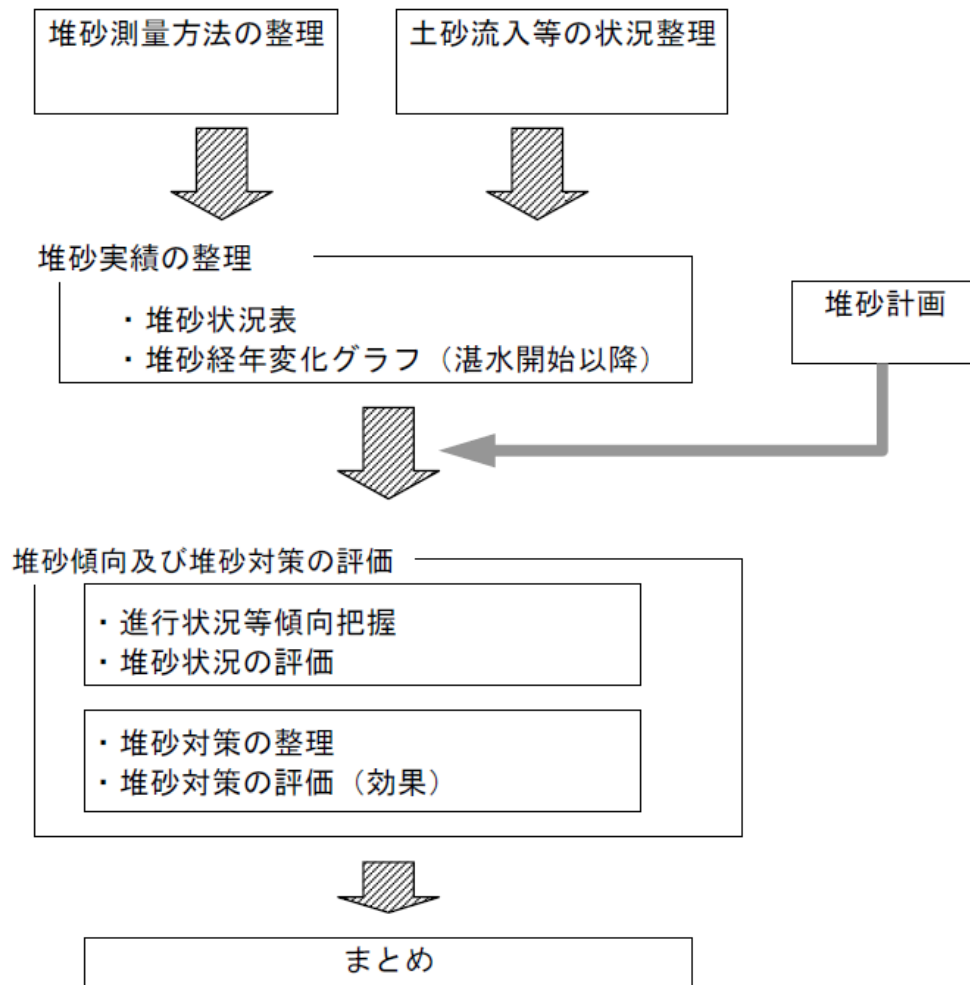 堆砂測量方法の整理
土砂流入等の状況整理
堆砂実績の整理
・堆砂状況表
・堆砂経年変化グラフ（湛水開始以降）
堆砂計画
堆砂傾向及び堆砂対策の評価
・進行状況等傾向把握
・堆砂状況の評価
・堆砂対策の整理
・堆砂対策の評価（効果）
まとめ